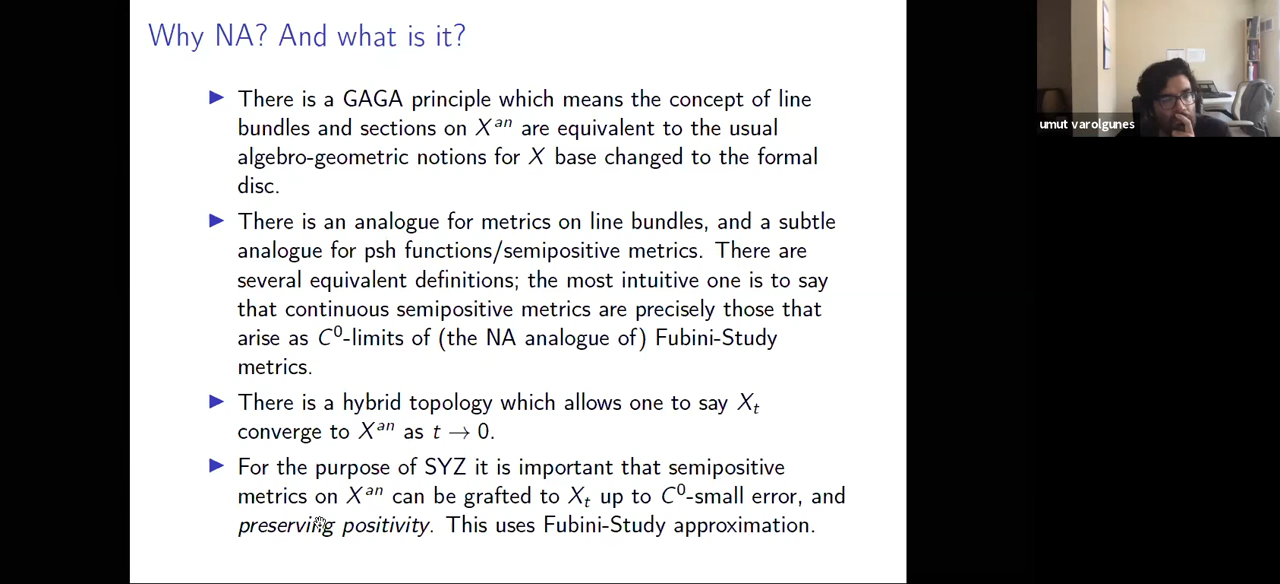 Why NA? And what is it?
▶ There is a GAGA principle which means the concept of line
bundles and sections on Xᵃⁿ are equivalent to the usual
algebro-geometric notions for X base changed to the formal
disc.
▶ There is an analogue for metrics on line bundles, and a subtle
analogue for psh functions/semipositive metrics. There are
several equivalent definitions; the most intuitive one is to say
that continuous semipositive metrics are precisely those that
arise as C⁰-limits of (the NA analogue of) Fubini-Study
metrics.
▶ There is a hybrid topology which allows one to say Xₜ
converge to Xᵃⁿ as t → 0.
▶ For the purpose of SYZ it is important that semipositive
metrics on Xᵃⁿ can be grafted to Xₜ up to C⁰-small error, and
preserving positivity. This uses Fubini-Study approximation.
umut varolgunes